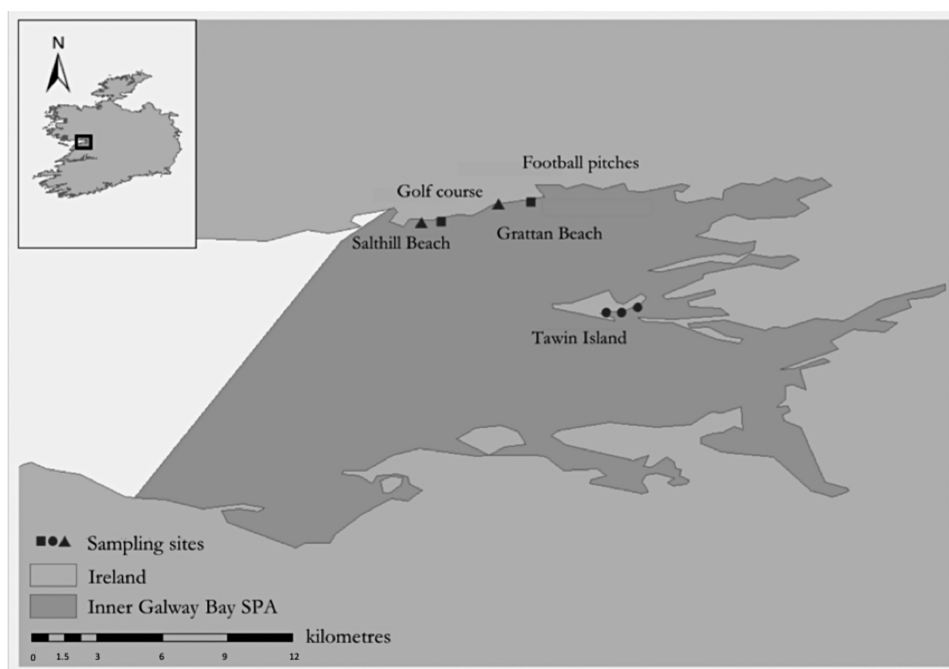 N
Football pitches
Golf course
Salthill Beach
Grattan Beach
Tawin Island
Sampling sites
Ireland
Inner Galway Bay SPA
kilometres
0 1.5 3 6 9 12